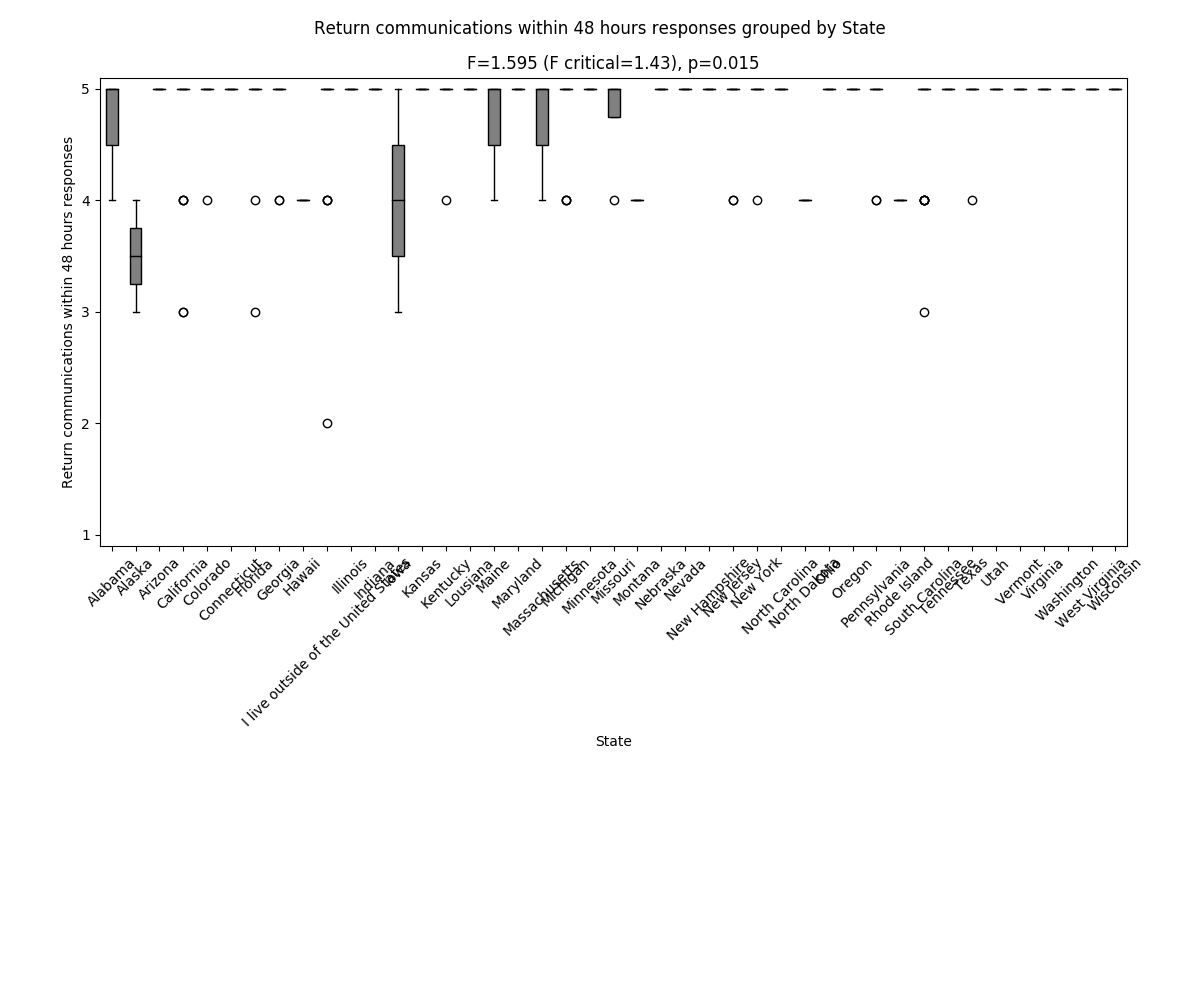 Return communications within 48 hours responses grouped by State
F=1.595 (F critical=1.43), p=0.015
Return communications within 48 hours responses
5
4
3
2
1
Alabama
Alaska
Arizona
California
Colorado
Connecticut
Florida
Georgia
Hawaii
I live outside of the United States
Illinois
Indiana
Iowa
Kansas
Kentucky
Lousiana
Maine
Maryland
Massachusetts
Michigan
Minnesota
Missouri
Montana
Nebraska
Nevada
New Hampshire
New Jersey
New York
North Carolina
North Dakota
Ohio
Oregon
Pennsylvania
Rhode Island
South Carolina
Tennessee
Texas
Utah
Vermont
Virginia
Washington
West Virginia
Wisconsin
State